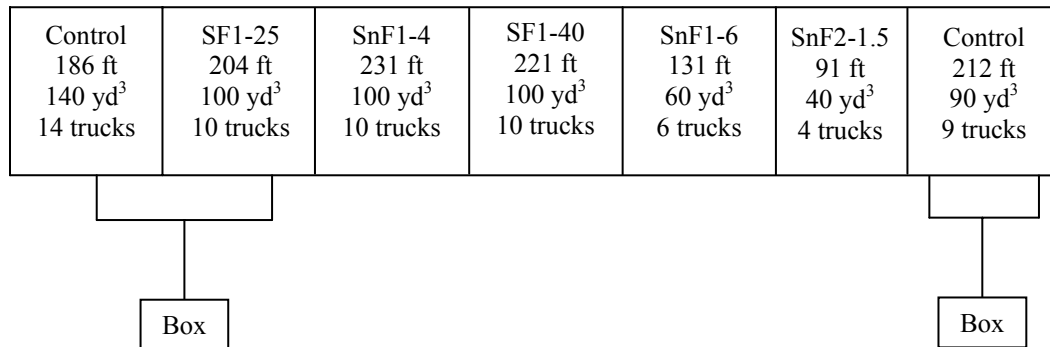 Control
186 ft
140 yd³
14 trucks
SF1-25
204 ft
100 yd³
10 trucks
SnF1-4
231 ft
100 yd³
10 trucks
SF1-40
221 ft
100 yd³
10 trucks
SnF1-6
131 ft
60 yd³
6 trucks
SnF2-1.5
91 ft
40 yd³
4 trucks
Control
212 ft
90 yd³
9 trucks
Box
Box